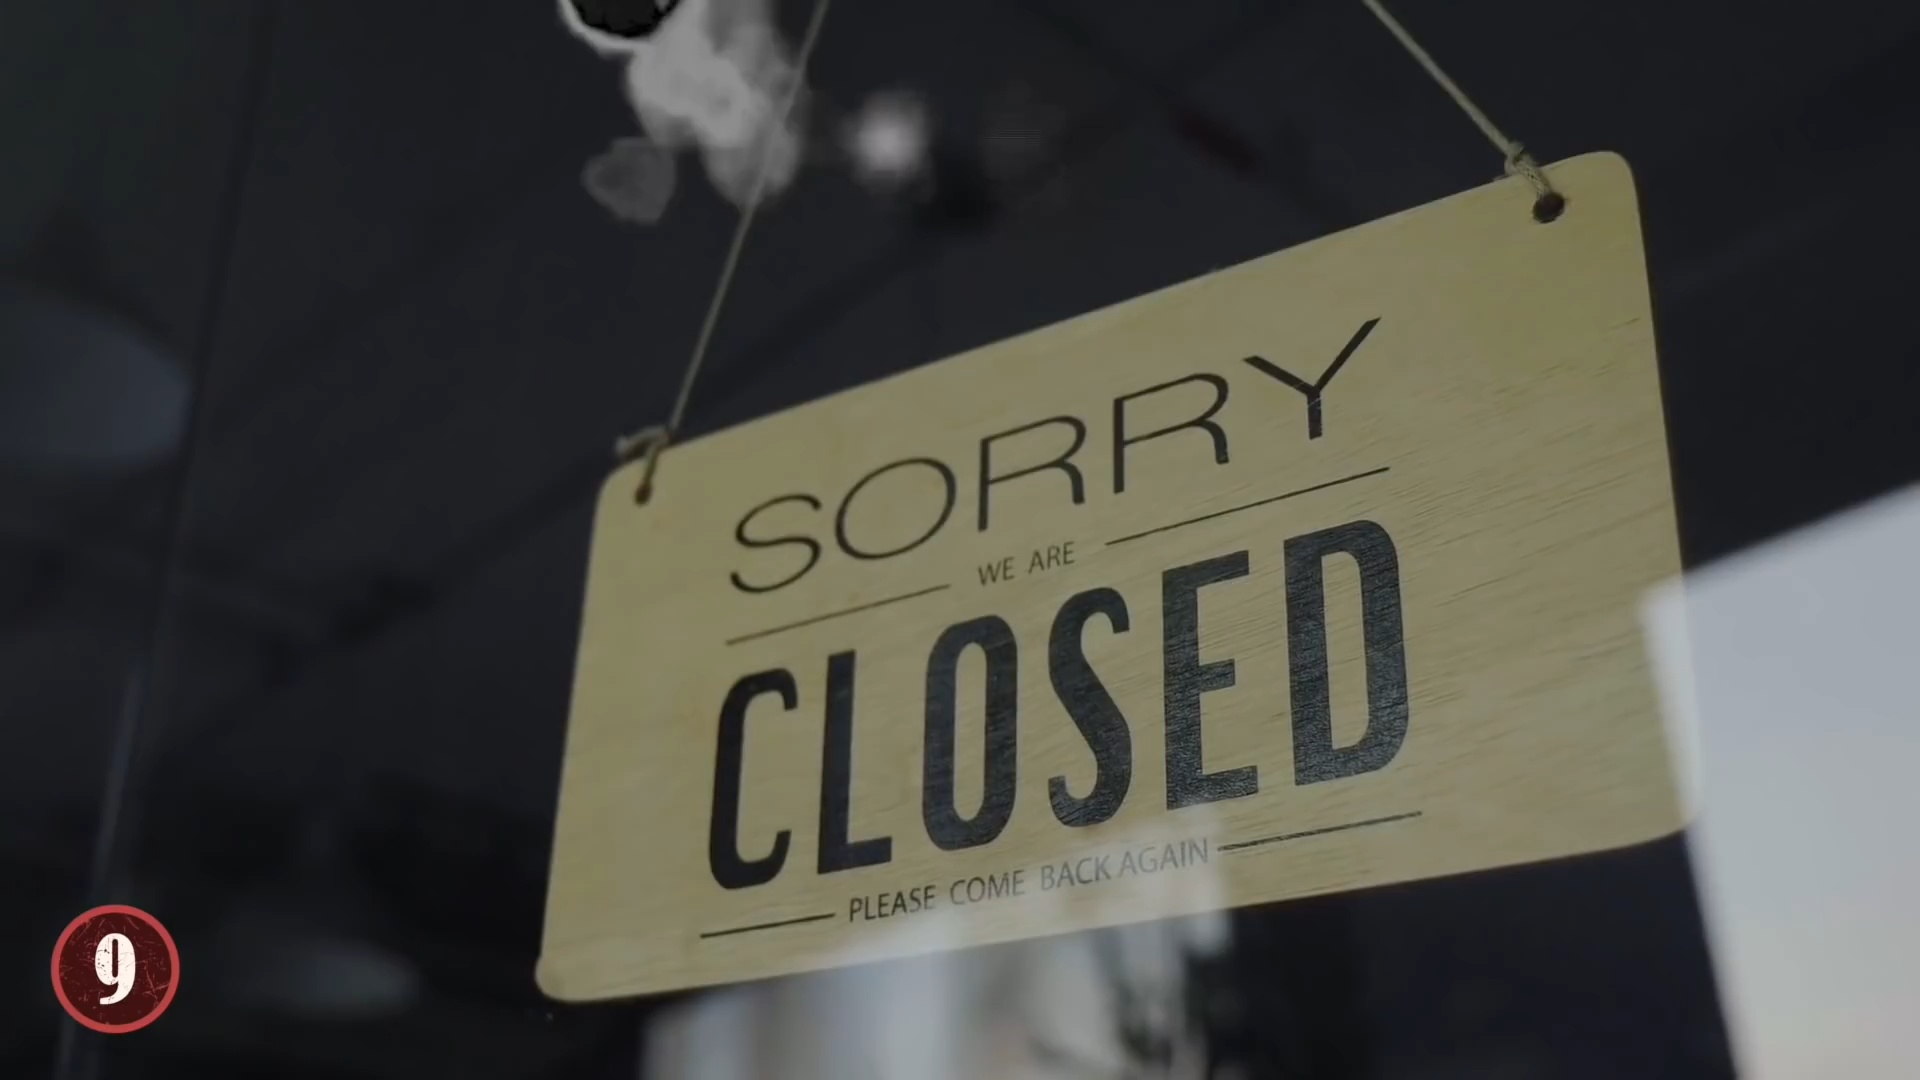 SORRY
WE ARE
CLOSED
PLEASE COME BACK AGAIN
9